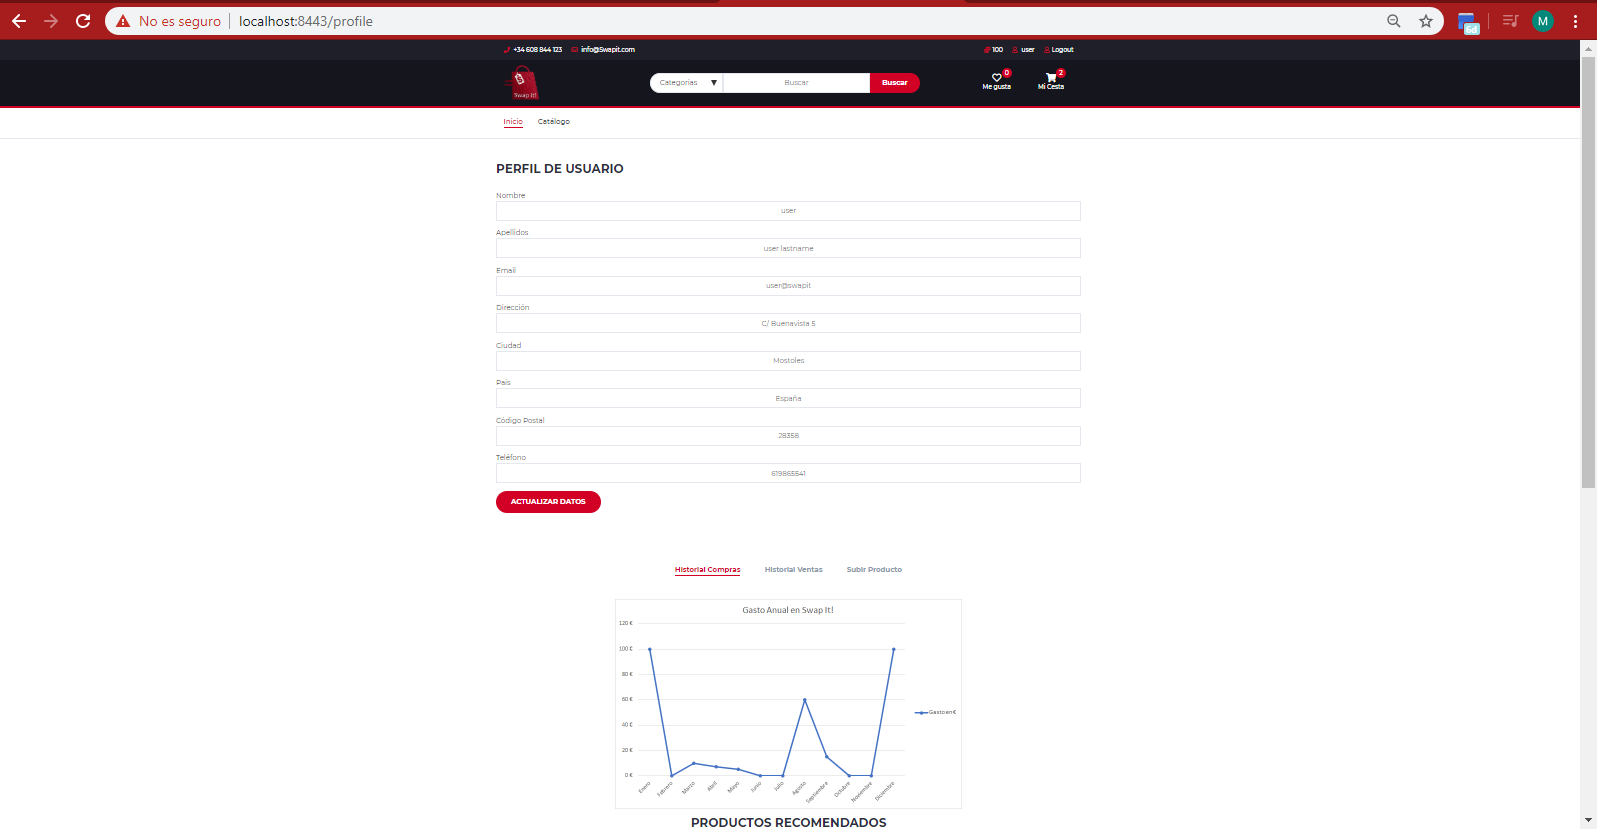 No es seguro localhost:8443/profile M
6d
+34 608 844 123 info@Swapit.com 100 user Logout
Swap It! Categorías ▼ Buscar Buscar 0 Me gusta 2 Mi Cesta
Inicio Catálogo
PERFIL DE USUARIO
Nombre
user
Apellidos
user lastname
Email
user@swapit
Dirección
C/ Buenavista 5
Ciudad
Mostoles
País
España
Código Postal
28358
Teléfono
619865541
ACTUALIZAR DATOS
Historial Compras Historial Ventas Subir Producto
Gasto Anual en Swap It!
120 €
100 €
80 €
60 €
40 €
20 €
0 €
Gasto en €
Enero Febrero Marzo Abril Mayo Junio Julio Agosto Septiembre Octubre Noviembre Diciembre
PRODUCTOS RECOMENDADOS